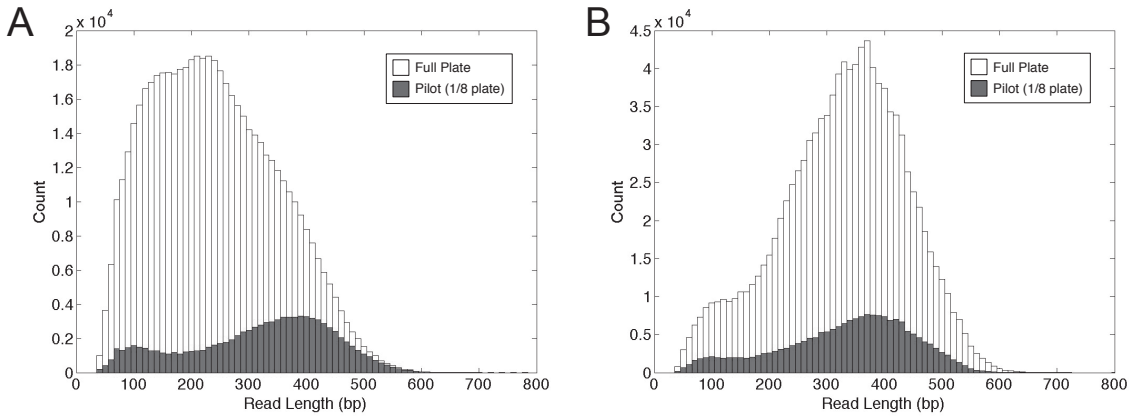 A
x 10^4
2
1.8
1.6
1.4
1.2
1
0.8
0.6
0.4
0.2
0
Count
Full Plate
Pilot (1/8 plate)
0 100 200 300 400 500 600 700 800
Read Length (bp)
B
x 10^4
4.5
4
3.5
3
2.5
2
1.5
1
0.5
0
Count
Full Plate
Pilot (1/8 plate)
0 100 200 300 400 500 600 700 800
Read Length (bp)